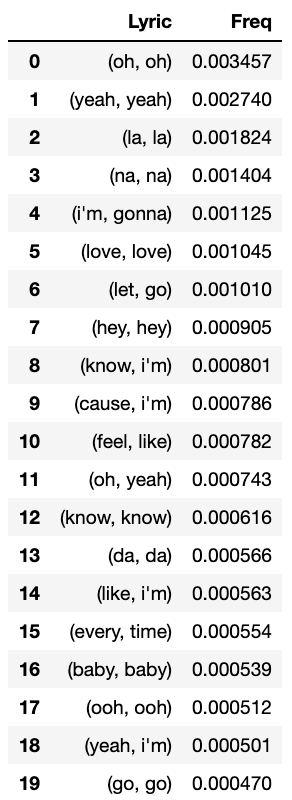 Lyric Freq
0 (oh, oh) 0.003457
1 (yeah, yeah) 0.002740
2 (la, la) 0.001824
3 (na, na) 0.001404
4 (i'm, gonna) 0.001125
5 (love, love) 0.001045
6 (let, go) 0.001010
7 (hey, hey) 0.000905
8 (know, i'm) 0.000801
9 (cause, i'm) 0.000786
10 (feel, like) 0.000782
11 (oh, yeah) 0.000743
12 (know, know) 0.000616
13 (da, da) 0.000566
14 (like, i'm) 0.000563
15 (every, time) 0.000554
16 (baby, baby) 0.000539
17 (ooh, ooh) 0.000512
18 (yeah, i'm) 0.000501
19 (go, go) 0.000470